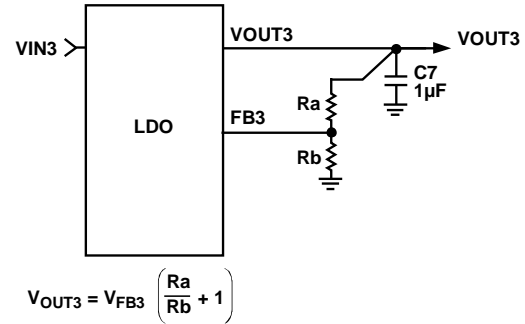 VIN3
VOUT3
VOUT3
C7
1µF
Ra
LDO
FB3
Rb
VOUT3 = VFB3 (Ra/Rb + 1)